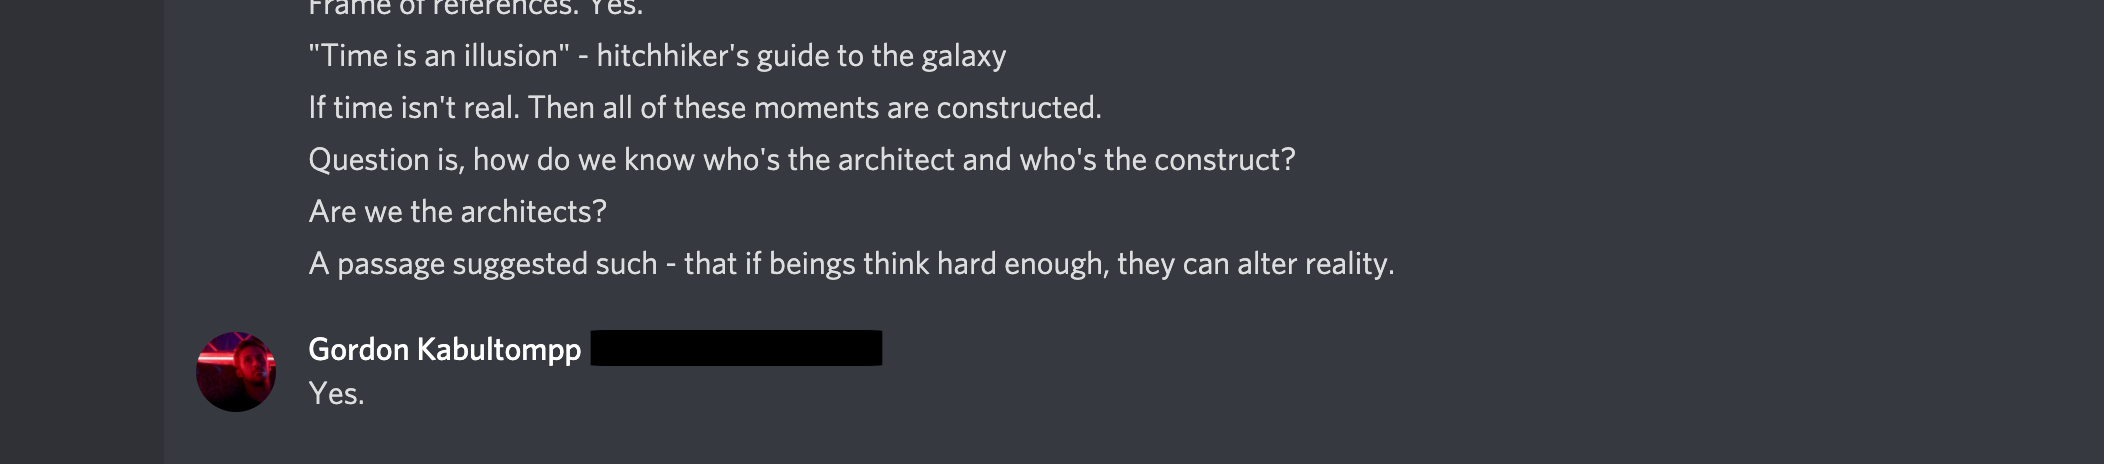 Frame of references. Yes.
"Time is an illusion" - hitchhiker's guide to the galaxy
If time isn't real. Then all of these moments are constructed.
Question is, how do we know who's the architect and who's the construct?
Are we the architects?
A passage suggested such - that if beings think hard enough, they can alter reality.
Gordon Kabultompp
Yes.